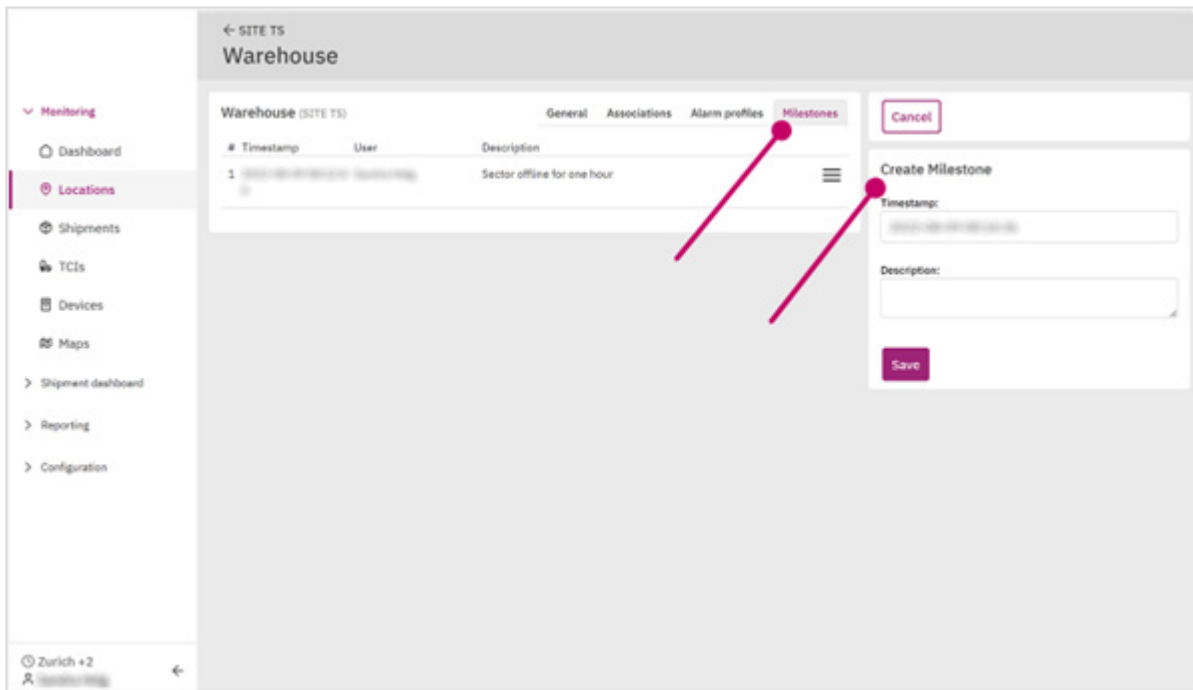 ← SITE TS
Warehouse
Monitoring
Dashboard
Locations
Shipments
TCIs
Devices
Maps
Shipment dashboard
Reporting
Configuration
Zurich +2
Warehouse (SITE TS)
General Associations Alarm profiles Milestones
# Timestamp User Description
1 Sector offline for one hour
Cancel
Create Milestone
Timestamp:
Description:
Save